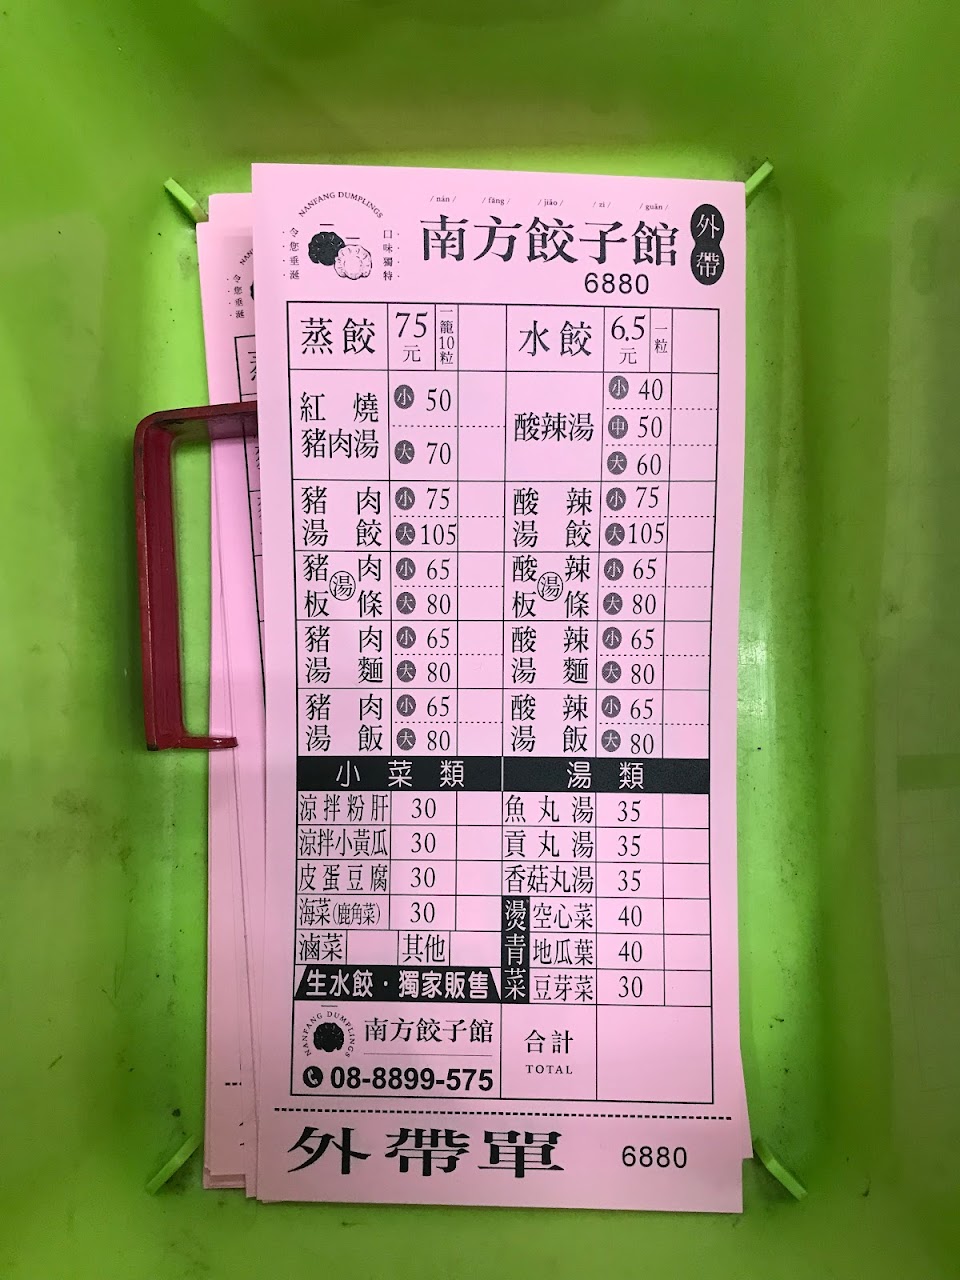 NANFANG DUMPLINGS
令您垂涎
口味獨特
/ nán / / fāng / / jiǎo / / zi / / guǎn /
南方餃子館
外帶
6880
蒸餃 75元 一籠10粒
水餃 6.5元 一粒
紅燒豬肉湯 小 50
大 70
酸辣湯 小 40
中 50
大 60
豬肉湯餃 小 75
大 105
酸辣湯餃 小 75
大 105
豬肉板條 湯 小 65
大 80
酸辣板條 湯 小 65
大 80
豬肉湯麵 小 65
大 80
酸辣湯麵 小 65
大 80
豬肉湯飯 小 65
大 80
酸辣湯飯 小 65
大 80
小菜類
湯類
涼拌粉肝 30
魚丸湯 35
涼拌小黃瓜 30
貢丸湯 35
皮蛋豆腐 30
香菇丸湯 35
海菜(鹿角菜) 30
燙青菜
空心菜 40
滷菜 其他
地瓜葉 40
生水餃·獨家販售
豆芽菜 30
NANFANG DUMPLINGS
南方餃子館
08-8899-575
合計
TOTAL
外帶單 6880